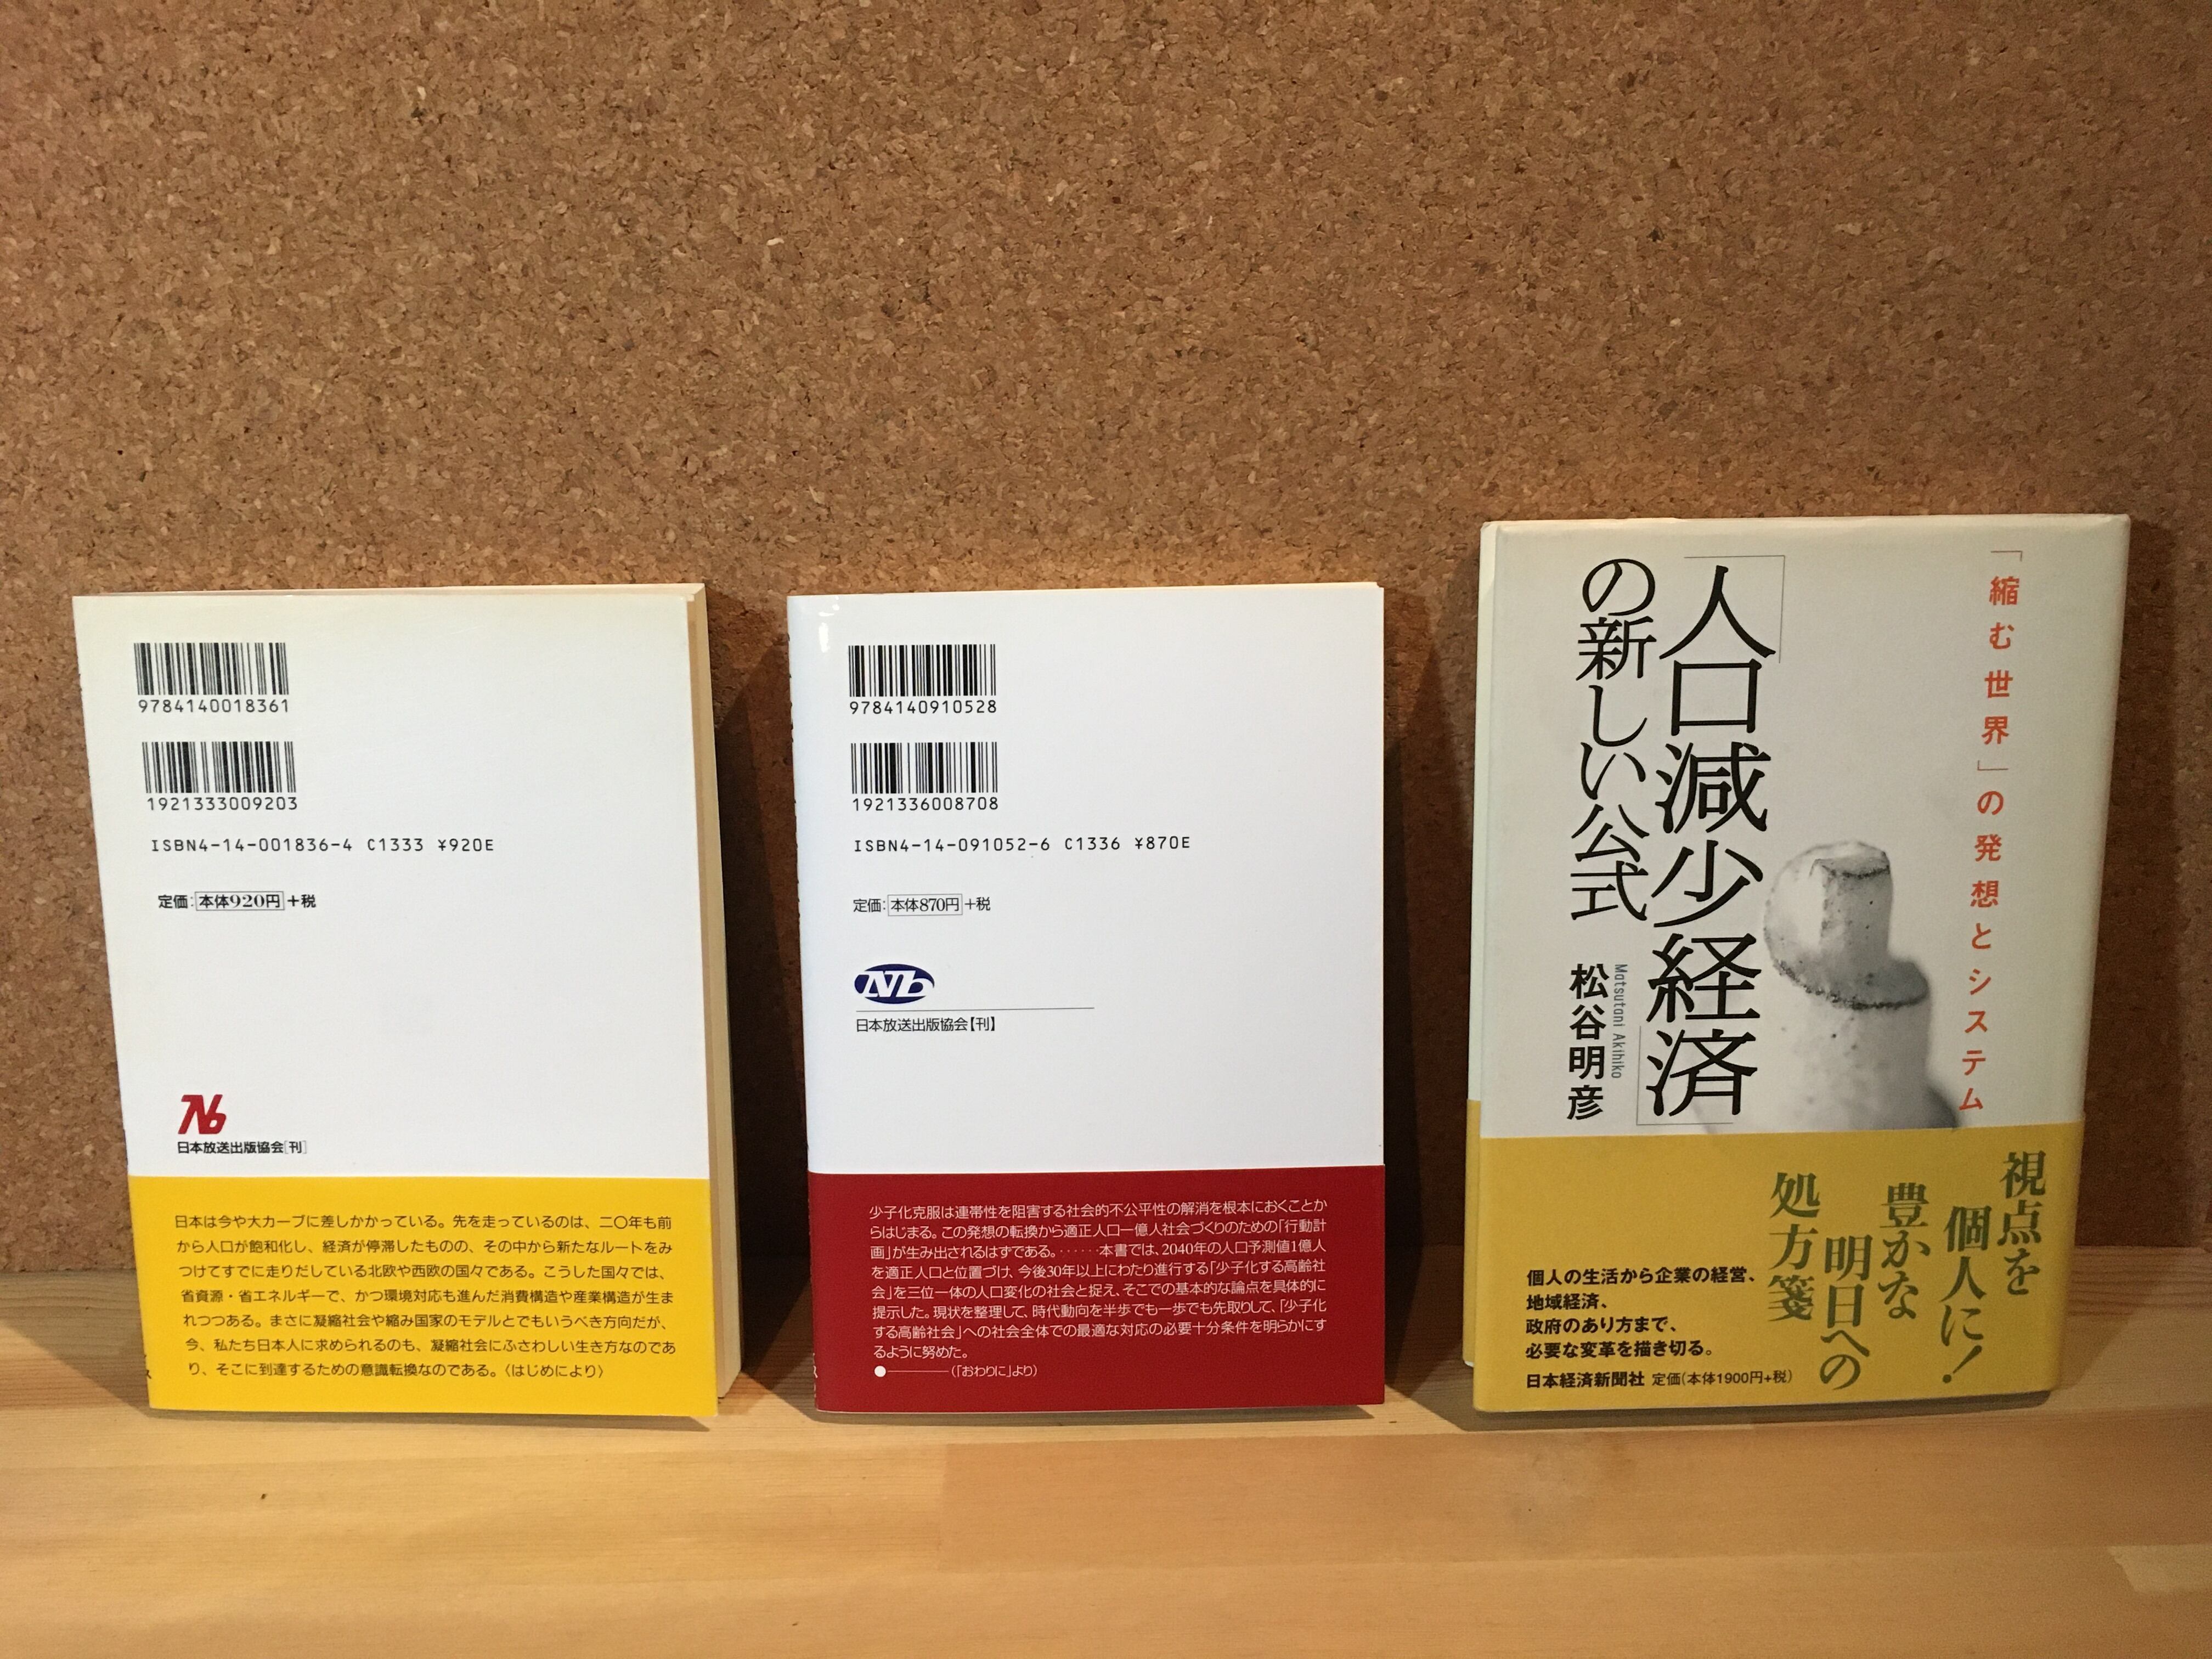 9784140018361
1921333009203
ISBN4-14-001836-4 C1333 ¥920E
定価：本体920円+税
日本放送出版協会[刊]
日本は今や大カーブに差しかかっている。先を走っているのは、二〇年も前
から人口が飽和化し、経済が停滞したものの、その中から新たなルートをみ
つけてすでに走りだしている北欧や西欧の国々である。こうした国々では、
省資源・省エネルギーで、かつ環境対応も進んだ消費構造や産業構造が生ま
れつつある。まさに凝縮社会や縮み国家のモデルとでもいうべき方向だが、
今、私たち日本人に求められるのも、凝縮社会にふさわしい生き方なのであ
り、そこに到達するための意識転換なのである。〈はじめにより〉
9784140910528
1921336008708
ISBN4-14-091052-6 C1336 ¥870E
定価：本体870円+税
Nb
日本放送出版協会【刊】
少子化克服は連帯性を阻害する社会的不公平性の解消を根本におくことか
らはじまる。この発想の転換から適正人口一億人社会づくりのための「行動計
画」が生み出されるはずである。‥‥‥本書では、2040年の人口予測値1億人
を適正人口と位置づけ、今後30年以上にわたり進行する「少子化する高齢社
会」を三位一体の人口変化の社会と捉え、そこでの基本的な論点を具体的に
提示した。現状を整理して、時代動向を半歩でも一歩でも先取りして、「少子化
する高齢社会」への社会全体での最適な対応の必要十分条件を明らかにす
るように努めた。
●————（「おわりに」より）
「縮む世界」の発想とシステム
「人口減少経済」
の新しい公式
松谷明彦
Matsutani Akihiko
視点を
個人に！
豊かな
明日への
処方箋
個人の生活から企業の経営、
地域経済、
政府のあり方まで、
必要な変革を描き切る。
日本経済新聞社 定価(本体1900円+税)